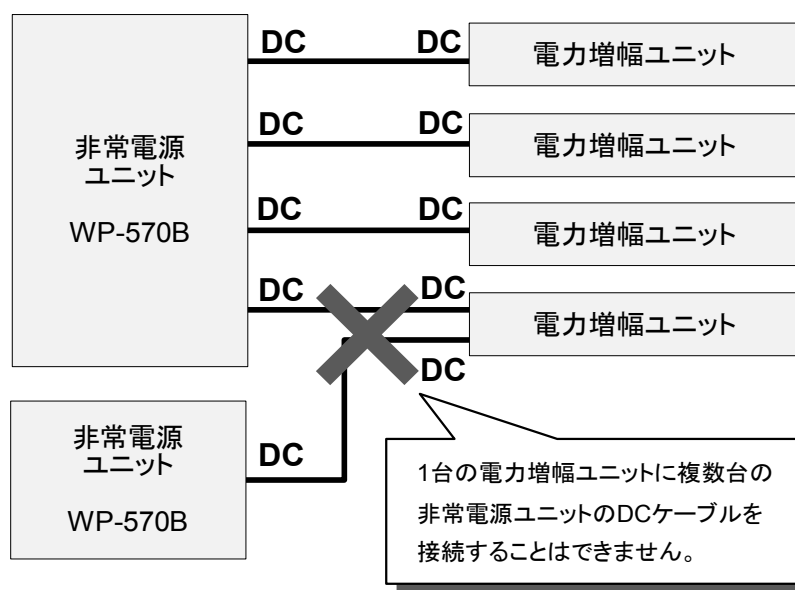 DC DC
電力増幅ユニット
DC DC
電力増幅ユニット
非常電源
ユニット
WP-570B
DC DC
電力増幅ユニット
DC DC
電力増幅ユニット
DC
非常電源
ユニット
WP-570B
DC
1台の電力増幅ユニットに複数台の
非常電源ユニットのDCケーブルを
接続することはできません。